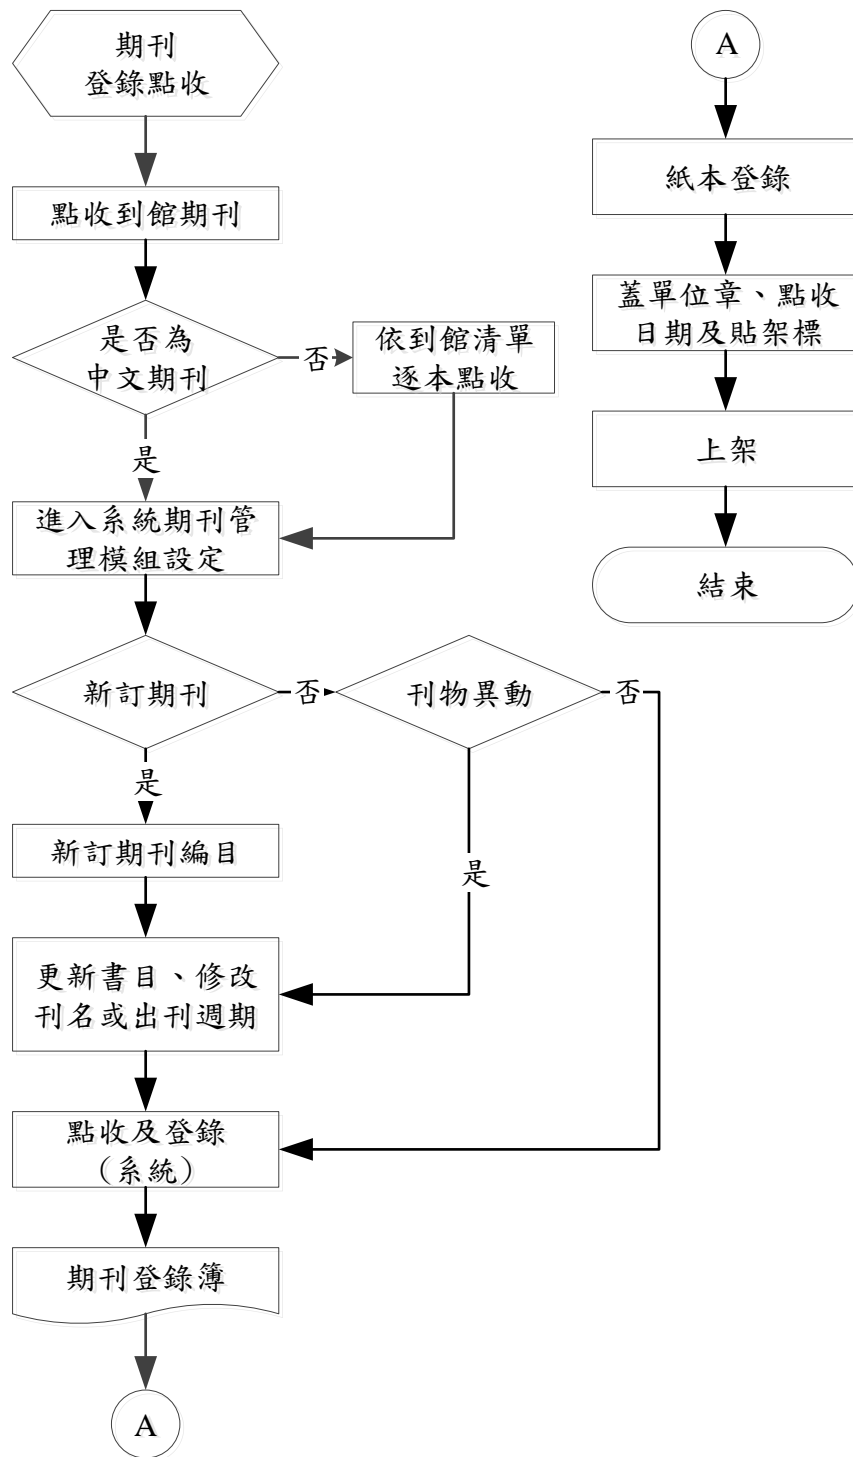 期刊
登錄點收
點收到館期刊
是否為
中文期刊
否
依到館清單
逐本點收
是
進入系統期刊管
理模組設定
新訂期刊
否
刊物異動
否
是
新訂期刊編目
是
更新書目、修改
刊名或出刊週期
點收及登錄
（系統）
期刊登錄簿
A
A
紙本登錄
蓋單位章、點收
日期及貼架標
上架
結束